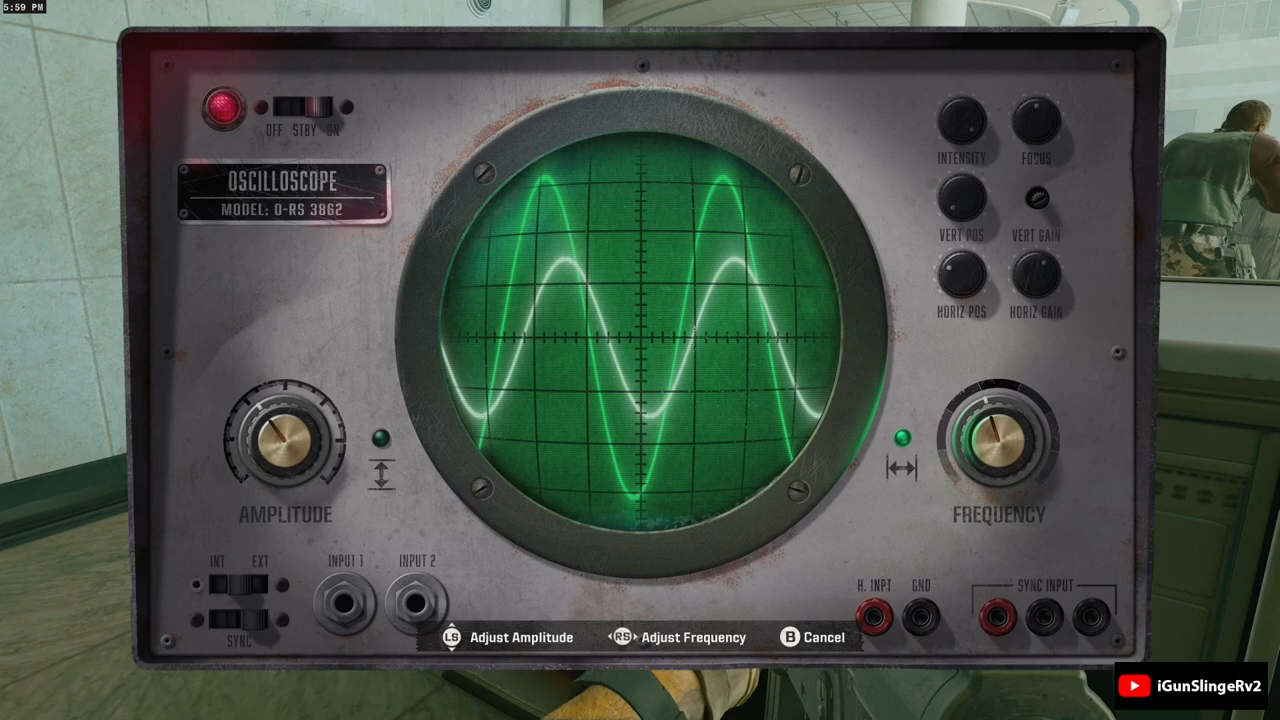 5:59 PM
OFF STBY ON
OSCILLOSCOPE
MODEL: O-RS 3862
INTENSITY FOCUS
VERT POS VERT GAIN
HORIZ POS HORIZ GAIN
AMPLITUDE
FREQUENCY
INT EXT
INPUT 1 INPUT 2
SYNC
H. INPT GND
SYNC INPUT
LS Adjust Amplitude RS Adjust Frequency B Cancel
iGunSlingeRv2